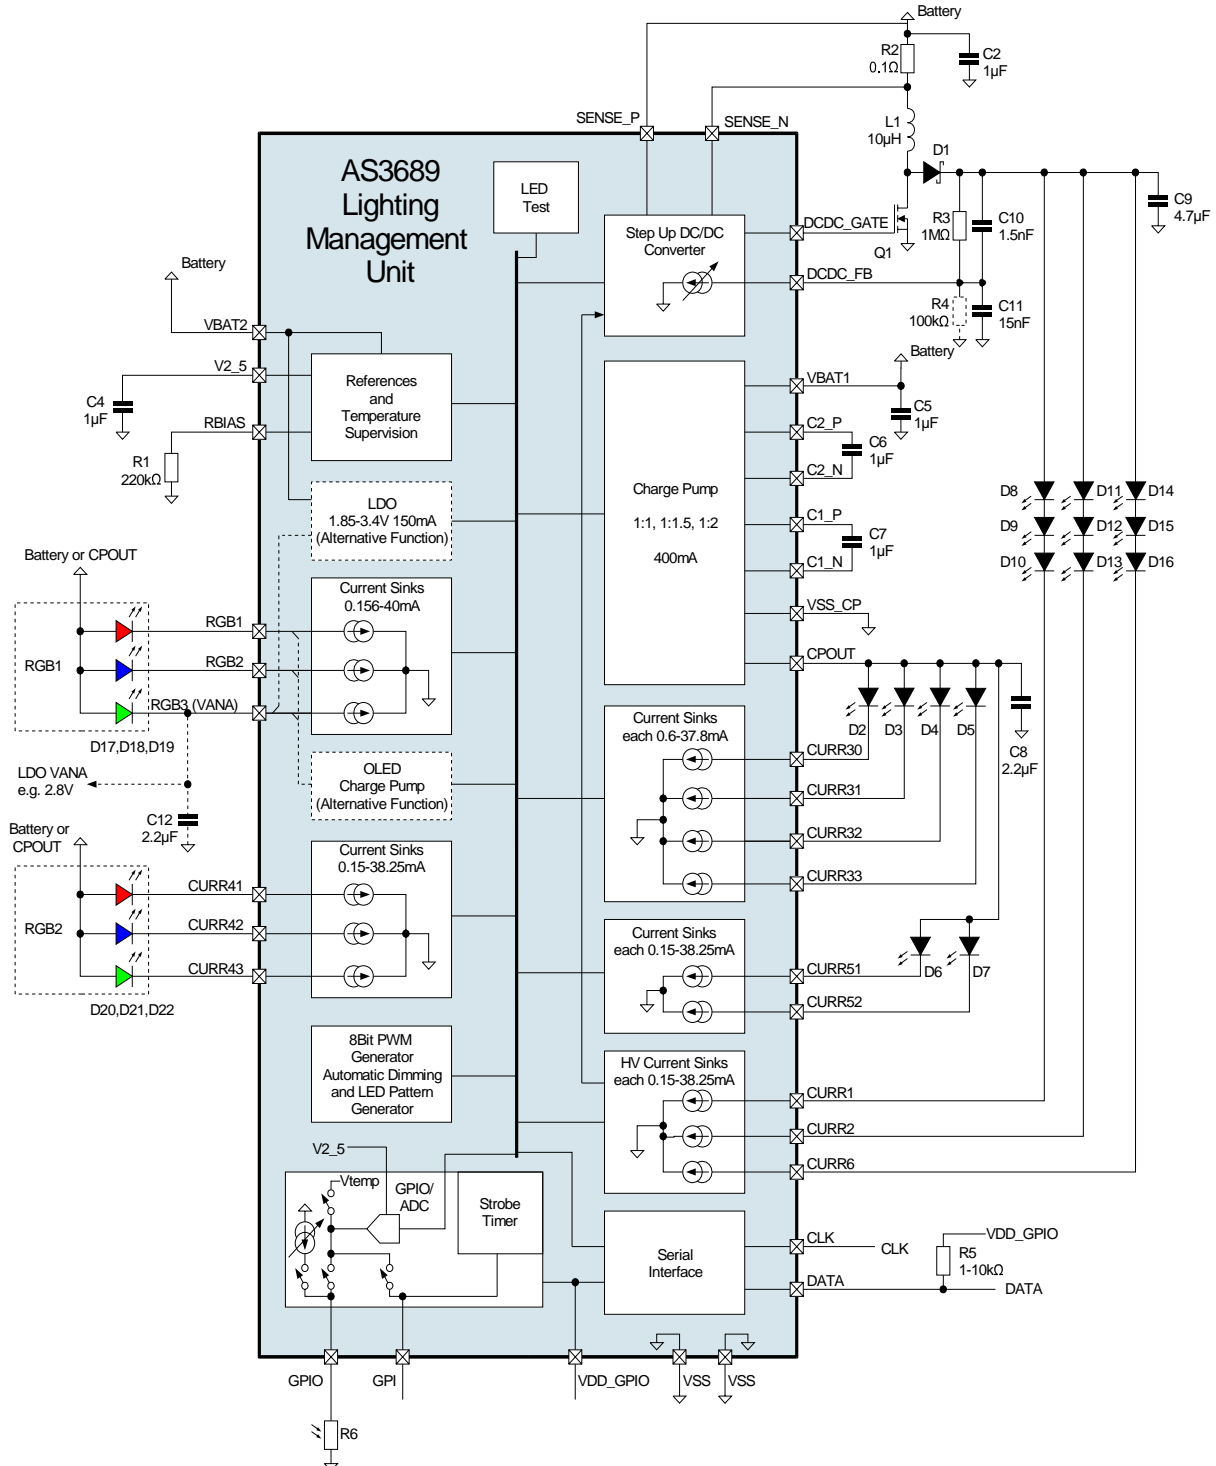 Battery
R2
0.1Ω
C2
1µF
SENSE_P
SENSE_N
L1
10µH
D1
AS3689
Lighting
Management
Unit
LED
Test
Step Up DC/DC
Converter
DCDC_GATE
Q1
R3
1MΩ
C10
1.5nF
C9
4.7µF
DCDC_FB
R4
100kΩ
C11
15nF
Battery
VBAT2
V2_5
C4
1µF
RBIAS
R1
220kΩ
References
and
Temperature
Supervision
Battery
VBAT1
C5
1µF
C2_P
C6
1µF
C2_N
C1_P
C7
1µF
C1_N
VSS_CP
CPOUT
Charge Pump
1:1, 1:1.5, 1:2
400mA
D8
D11
D14
D9
D12
D15
D10
D13
D16
LDO
1.85-3.4V 150mA
(Alternative Function)
Battery or CPOUT
Current Sinks
0.156-40mA
RGB1
RGB1
RGB2
RGB3 (VANA)
D17,D18,D19
LDO VANA
e.g. 2.8V
C12
2.2µF
OLED
Charge Pump
(Alternative Function)
Current Sinks
each 0.6-37.8mA
D2
D3
D4
D5
C8
2.2µF
CURR30
CURR31
CURR32
CURR33
Battery or
CPOUT
Current Sinks
0.15-38.25mA
RGB2
CURR41
CURR42
CURR43
D20,D21,D22
Current Sinks
each 0.15-38.25mA
CURR51
CURR52
D6
D7
8Bit PWM
Generator
Automatic Dimming
and LED Pattern
Generator
HV Current Sinks
each 0.15-38.25mA
CURR1
CURR2
CURR6
V2_5
Vtemp
GPIO/
ADC
Strobe
Timer
Serial
Interface
CLK
CLK
VDD_GPIO
R5
1-10kΩ
DATA
DATA
GPIO
GPI
VDD_GPIO
VSS
VSS
R6